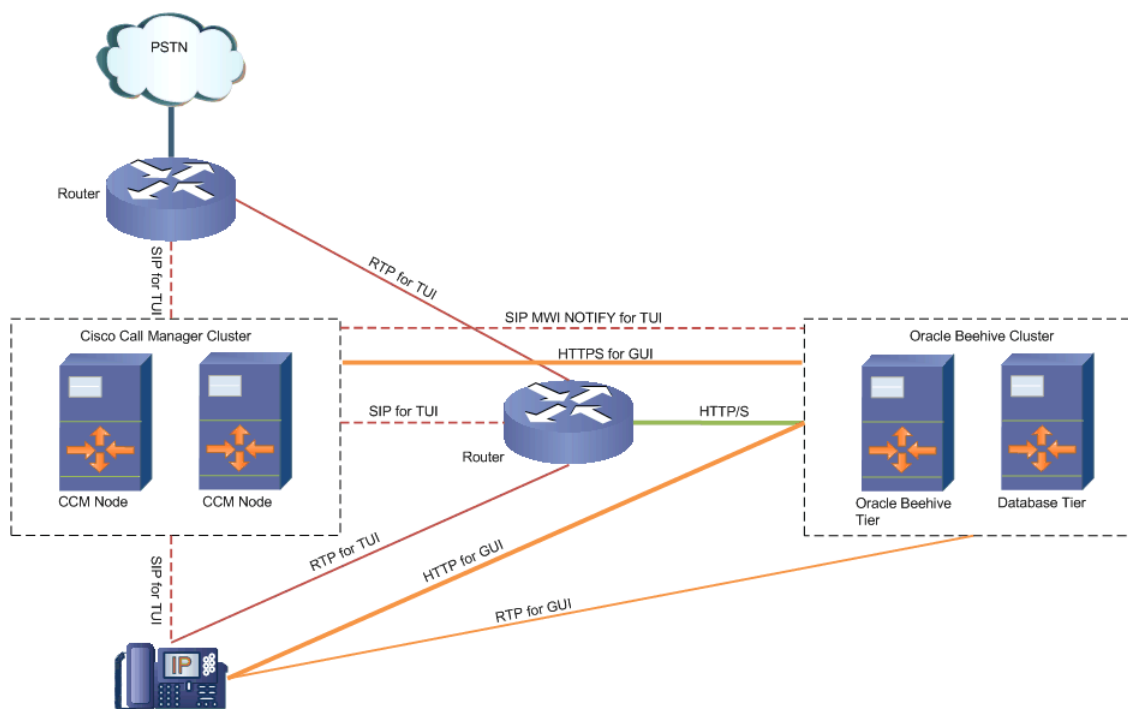 PSTN
Router
SIP for TUI
RTP for TUI
SIP MWI NOTIFY for TUI
Cisco Call Manager Cluster
Oracle Beehive Cluster
HTTPS for GUI
SIP for TUI
HTTP/S
Router
CCM Node
CCM Node
Oracle Beehive
Tier
Database Tier
SIP for TUI
RTP for TUI
HTTP for GUI
RTP for GUI
IP